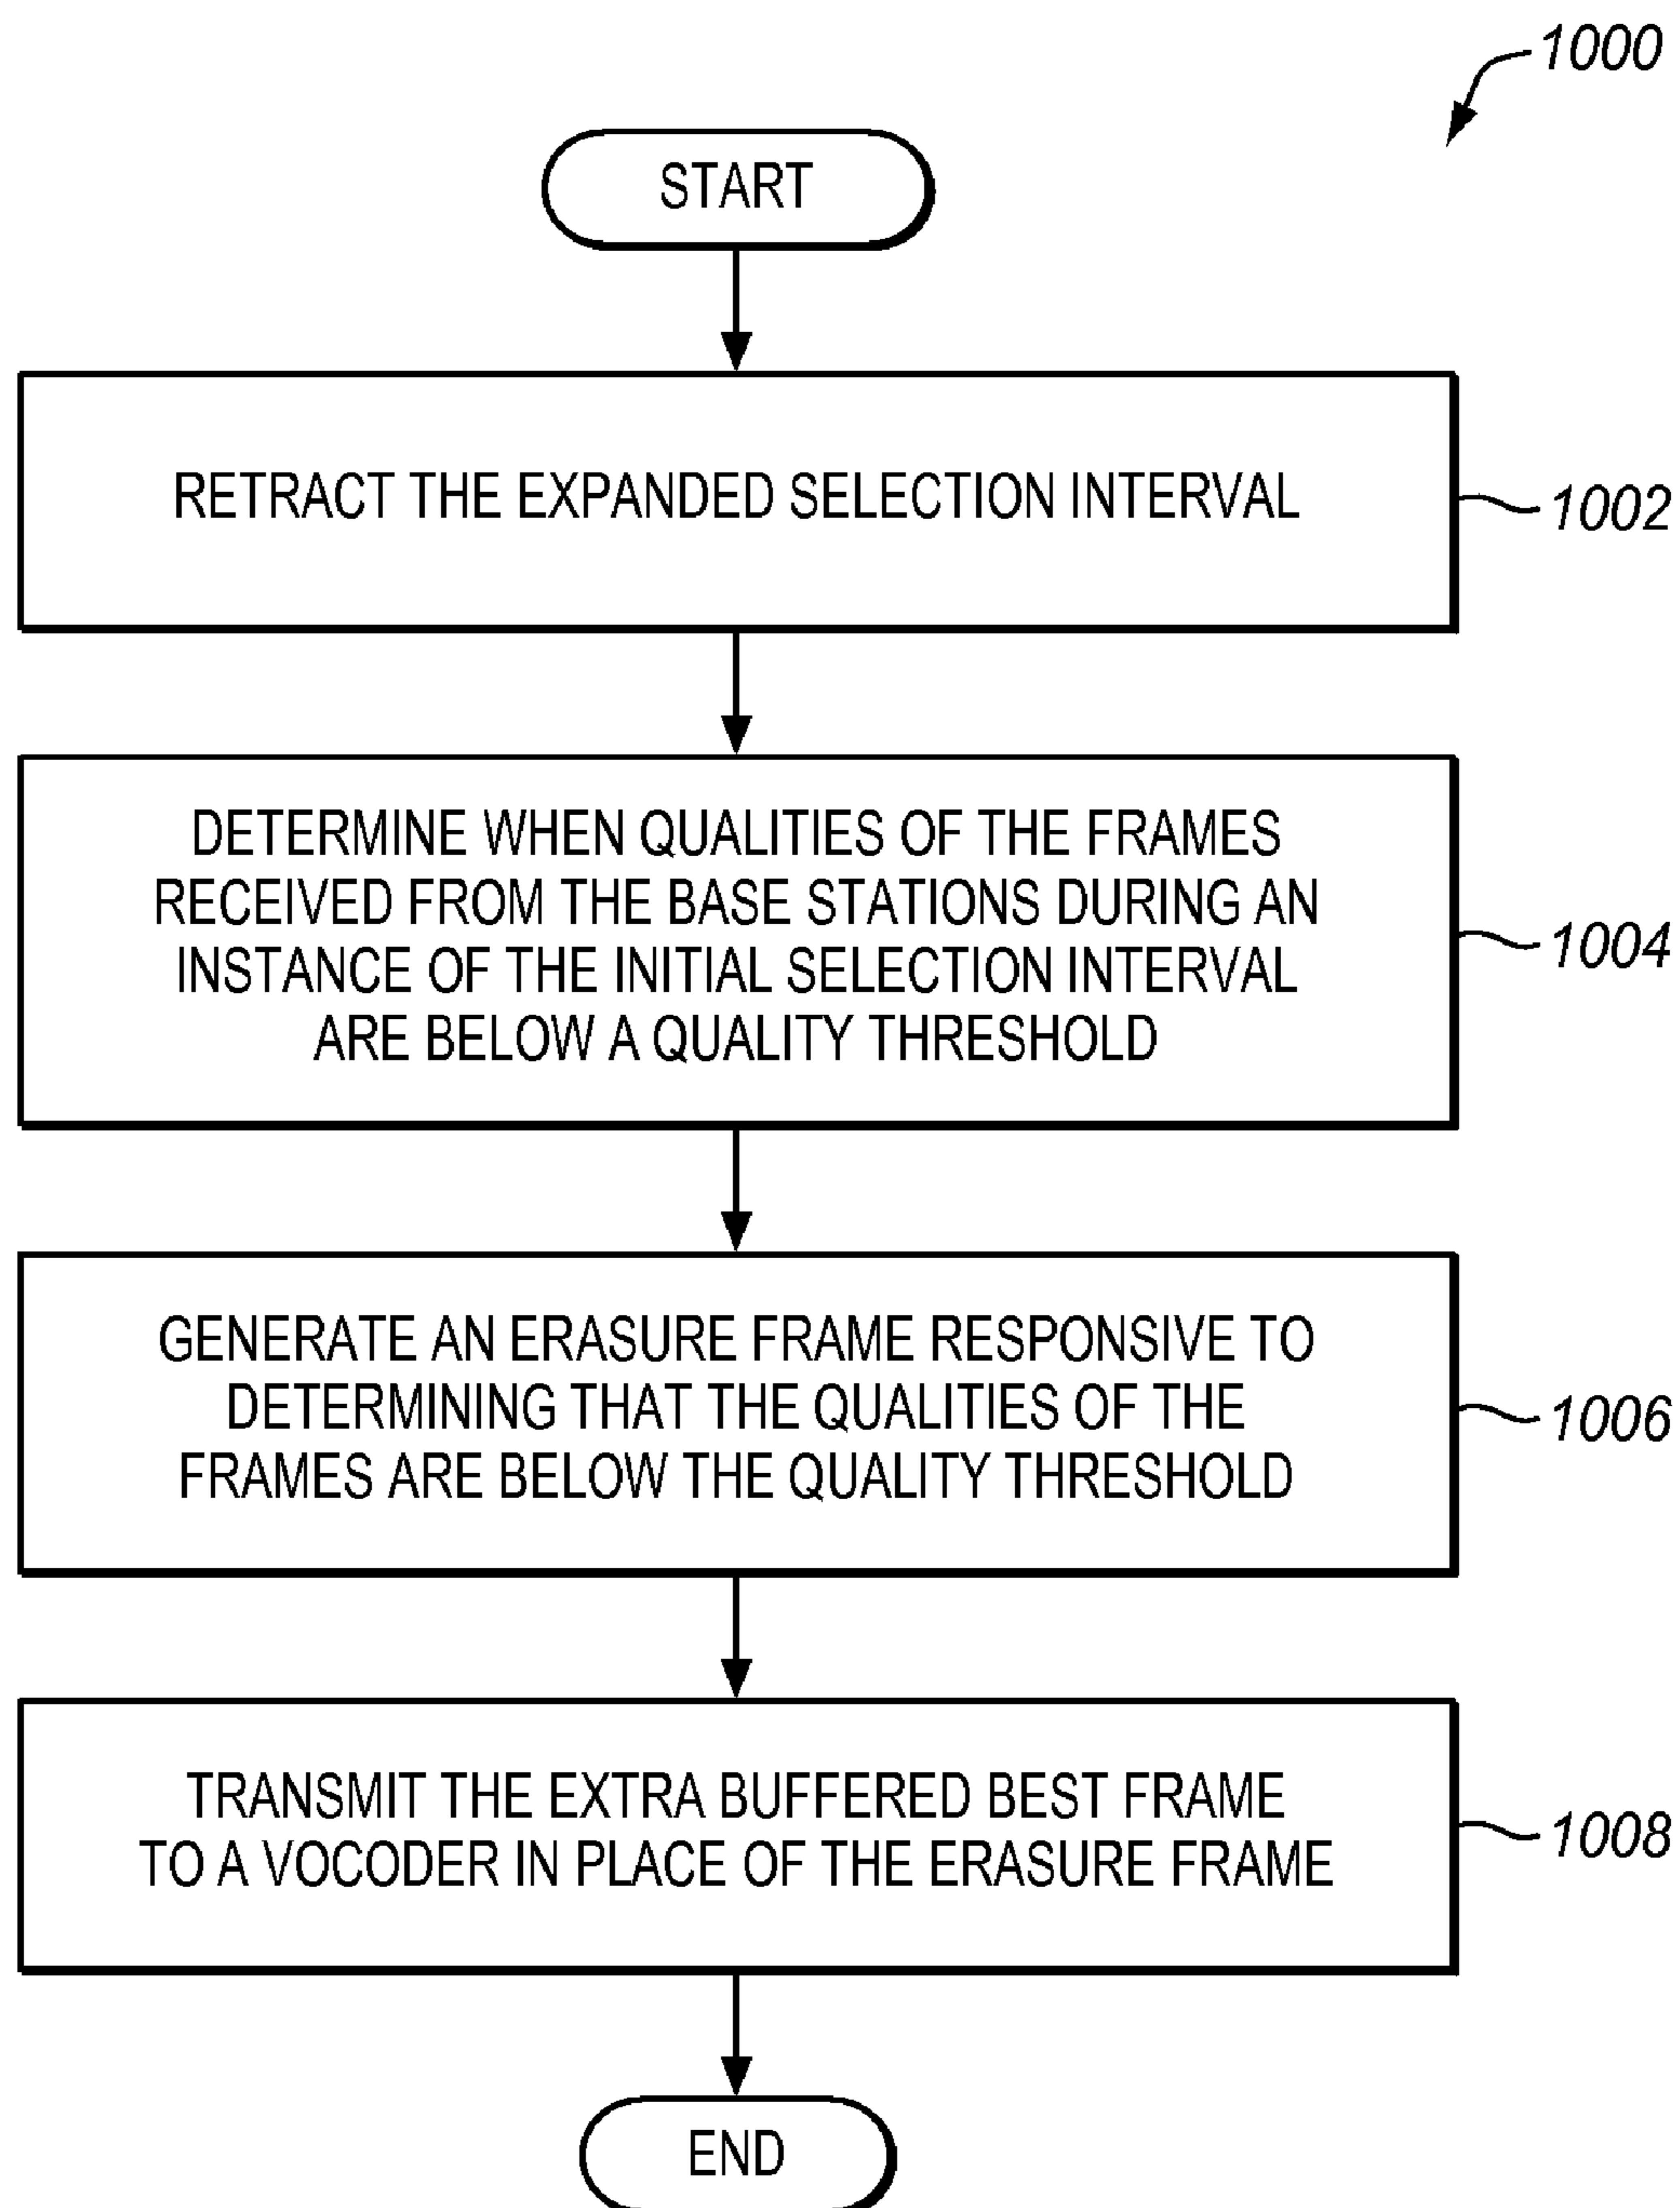 1000
START
RETRACT THE EXPANDED SELECTION INTERVAL
1002
DETERMINE WHEN QUALITIES OF THE FRAMES
RECEIVED FROM THE BASE STATIONS DURING AN
INSTANCE OF THE INITIAL SELECTION INTERVAL
ARE BELOW A QUALITY THRESHOLD
1004
GENERATE AN ERASURE FRAME RESPONSIVE TO
DETERMINING THAT THE QUALITIES OF THE
FRAMES ARE BELOW THE QUALITY THRESHOLD
1006
TRANSMIT THE EXTRA BUFFERED BEST FRAME
TO A VOCODER IN PLACE OF THE ERASURE FRAME
1008
END